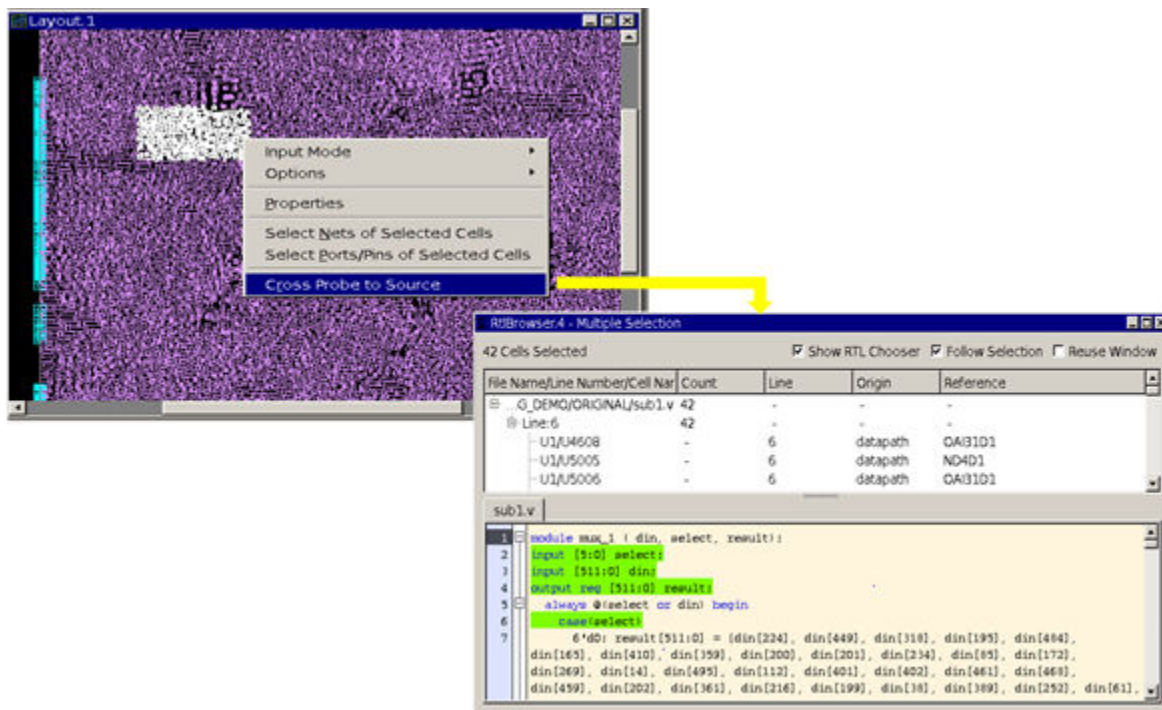 Layout.1
Input Mode
Options
Properties
Select Nets of Selected Cells
Select Ports/Pins of Selected Cells
Cross Probe to Source
RtlBrowser.4 - Multiple Selection
42 Cells Selected Show RTL Chooser Follow Selection Reuse Window
File Name/Line Number/Cell Nar Count Line Origin Reference
...G_DEMO/ORIGINAL/sub1.v 42 - - -
Line:6 42 - - -
U1/U4608 - 6 datapath OAI31D1
U1/U5005 - 6 datapath ND4D1
U1/U5006 - 6 datapath OAI31D1
sub1.v
1 module mux_1 ( din, select, result);
2 input [5:0] select;
3 input [511:0] din;
4 output reg [511:0] result;
5 always @(select or din) begin
6 case(select)
7 6'd0: result[511:0] = {din[224], din[449], din[318], din[195], din[484],
din[165], din[410], din[359], din[200], din[201], din[234], din[85], din[172],
din[269], din[14], din[495], din[112], din[401], din[402], din[461], din[468],
din[459], din[202], din[361], din[216], din[199], din[38], din[389], din[252], din[61],